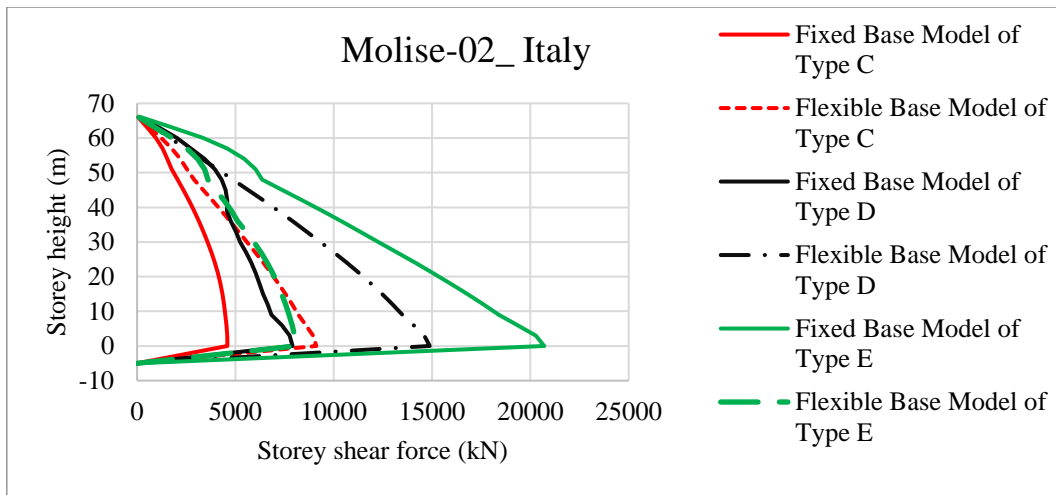 Molise-02_ Italy
Storey height (m)
70
60
50
40
30
20
10
0
-10
0 5000 10000 15000 20000 25000
Storey shear force (kN)
Fixed Base Model of
Type C
Flexible Base Model of
Type C
Fixed Base Model of
Type D
Flexible Base Model of
Type D
Fixed Base Model of
Type E
Flexible Base Model of
Type E